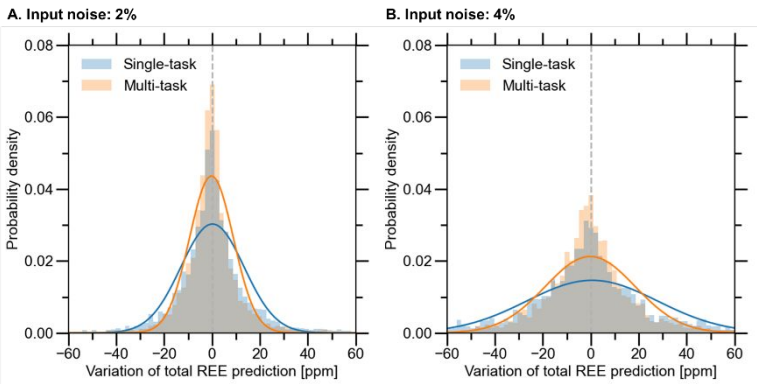 A. Input noise: 2%
0.08
0.06
0.04
0.02
0.00
Probability density
Single-task
Multi-task
−60 −40 −20 0 20 40 60
Variation of total REE prediction [ppm]
B. Input noise: 4%
0.08
0.06
0.04
0.02
0.00
Probability density
Single-task
Multi-task
−60 −40 −20 0 20 40 60
Variation of total REE prediction [ppm]